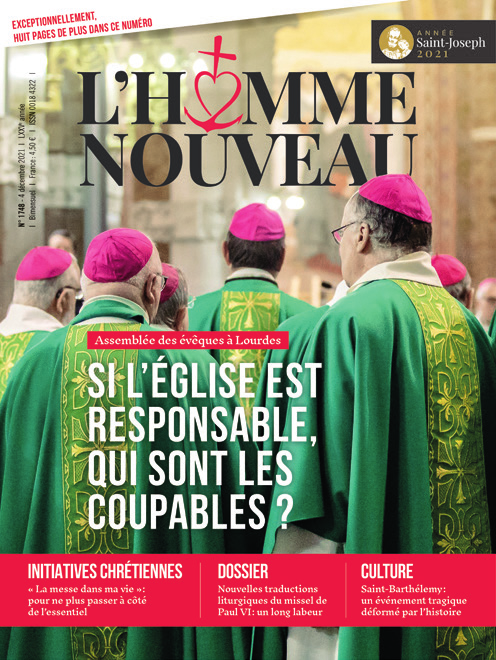 EXCEPTIONNELLEMENT,
HUIT PAGES DE PLUS DANS CE NUMÉRO
ANNÉE
Saint-Joseph
2021
L'HOMME
NOUVEAU
N° 1748 - 4 décembre 2021 | LXXVe année
Bimensuel | France : 4,50 € | ISSN 0018 4322 |
Assemblée des évêques à Lourdes
SI L'ÉGLISE EST
RESPONSABLE,
QUI SONT LES
COUPABLES ?
INITIATIVES CHRÉTIENNES
« La messe dans ma vie » :
pour ne plus passer à côté
de l'essentiel
DOSSIER
Nouvelles traductions
liturgiques du missel de
Paul VI : un long labeur
CULTURE
Saint-Barthélemy :
un événement tragique
déformé par l'histoire